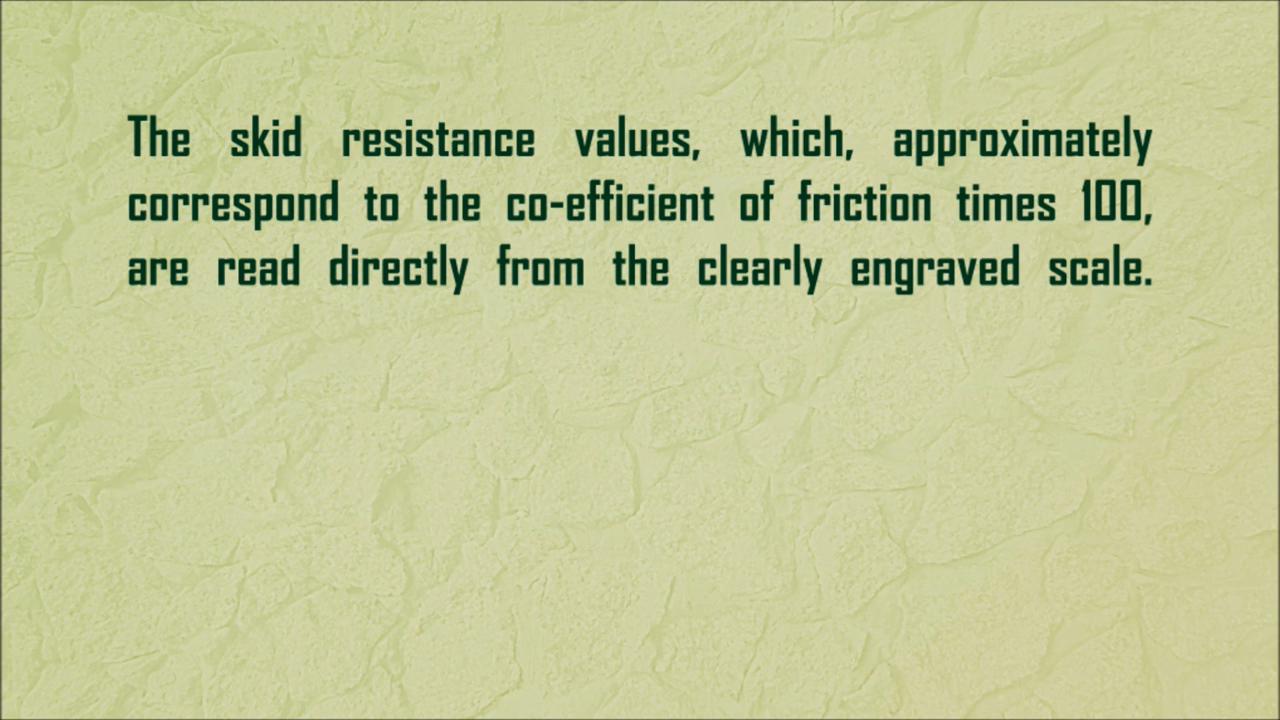 The skid resistance values, which, approximately
correspond to the co-efficient of friction times 100,
are read directly from the clearly engraved scale.